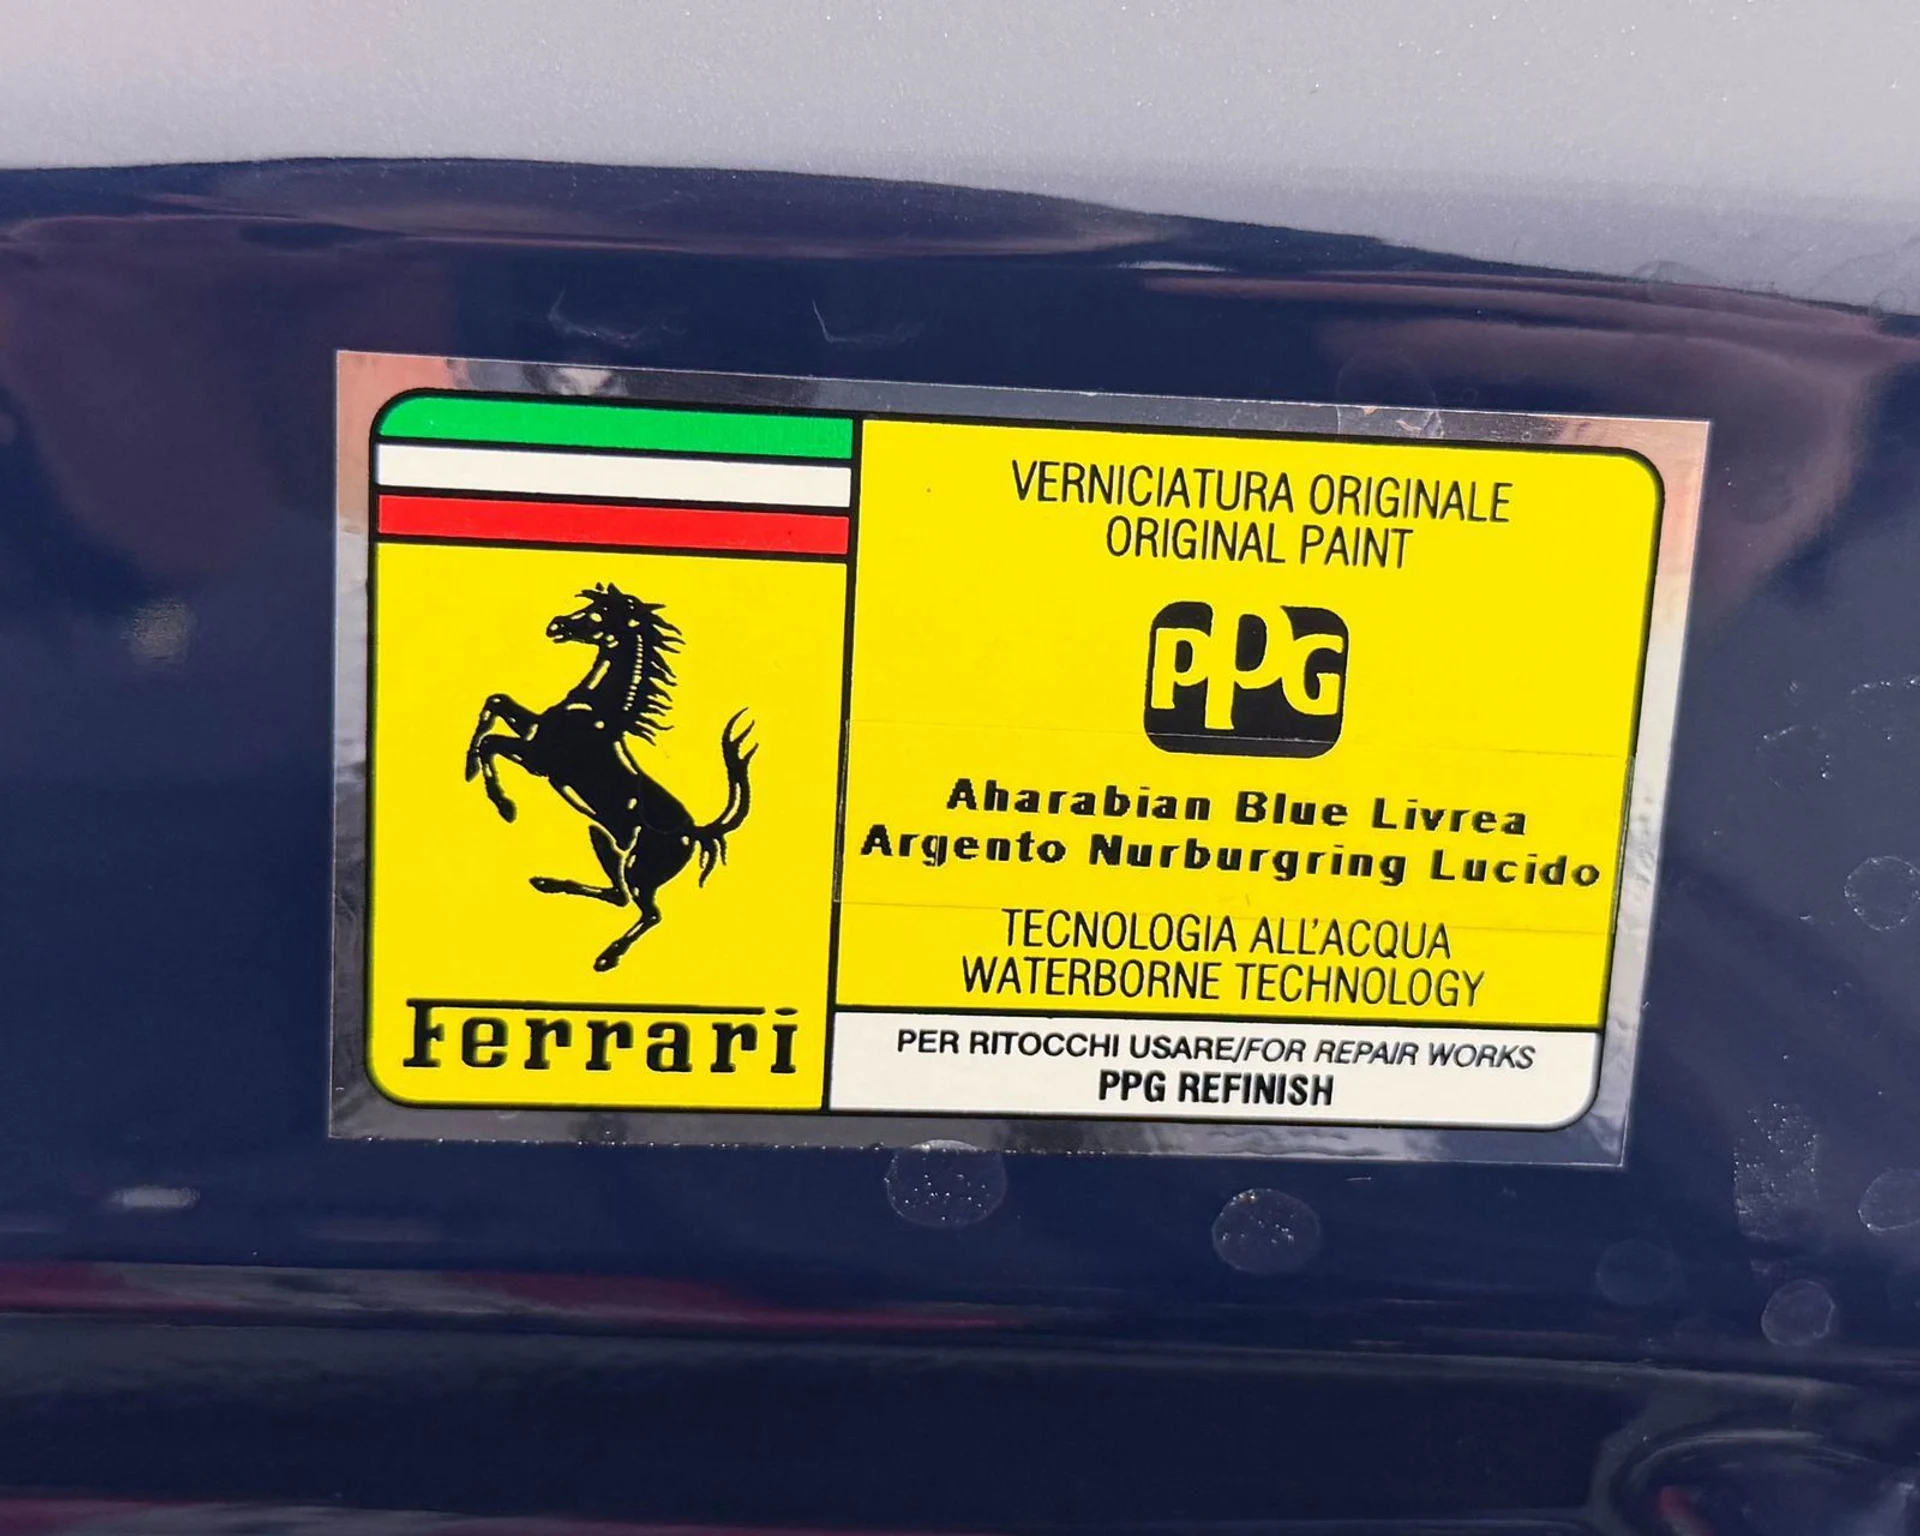 Ferrari
VERNICIATURA ORIGINALE
ORIGINAL PAINT
PPG
Aharabian Blue Livrea
Argento Nurburgring Lucido
TECNOLOGIA ALL'ACQUA
WATERBORNE TECHNOLOGY
PER RITOCCHI USARE/FOR REPAIR WORKS
PPG REFINISH